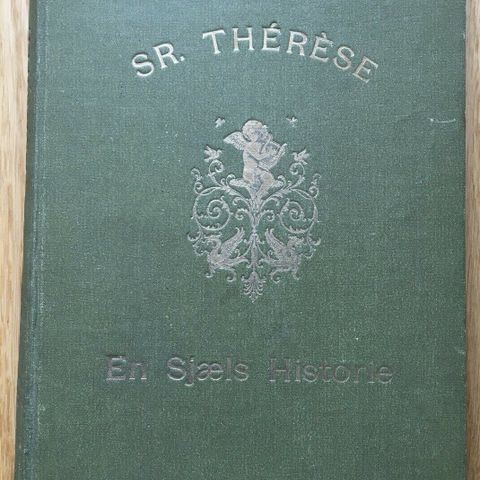 SR. THÉRÈSE
En Sjæls Historie